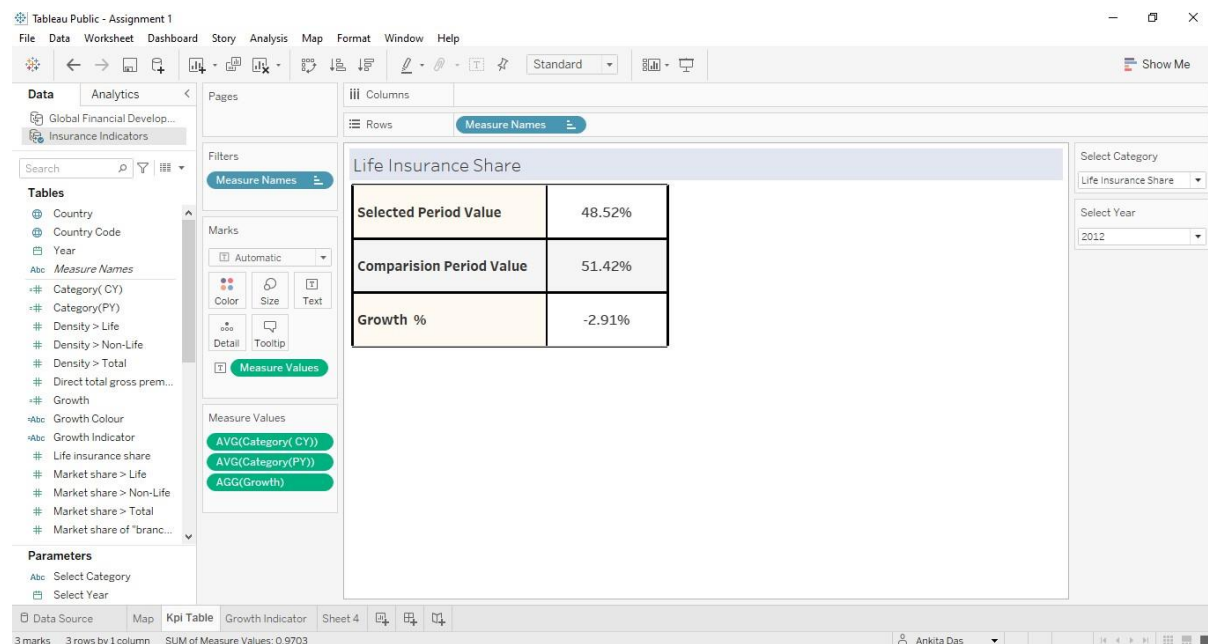 Tableau Public - Assignment 1
File Data Worksheet Dashboard Story Analysis Map Format Window Help
Standard
Show Me
Data Analytics
Global Financial Develop...
Insurance Indicators
Search
Tables
Country
Country Code
Year
Abc Measure Names
Category( CY)
Category(PY)
Density > Life
Density > Non-Life
Density > Total
Direct total gross prem...
Growth
Abc Growth Colour
Abc Growth Indicator
Life insurance share
Market share > Life
Market share > Non-Life
Market share > Total
Market share of "branc...
Parameters
Abc Select Category
Select Year
Pages
Filters
Measure Names
Marks
Automatic
Color Size Text
Detail Tooltip
Measure Values
Measure Values
AVG(Category( CY))
AVG(Category(PY))
AGG(Growth)
Columns
Rows Measure Names
Life Insurance Share
Selected Period Value 48.52%
Comparision Period Value 51.42%
Growth % -2.91%
Select Category
Life Insurance Share
Select Year
2012
Data Source Map Kpi Table Growth Indicator Sheet 4
3 marks 3 rows by 1 column SUM of Measure Values: 0.9703
Ankita Das